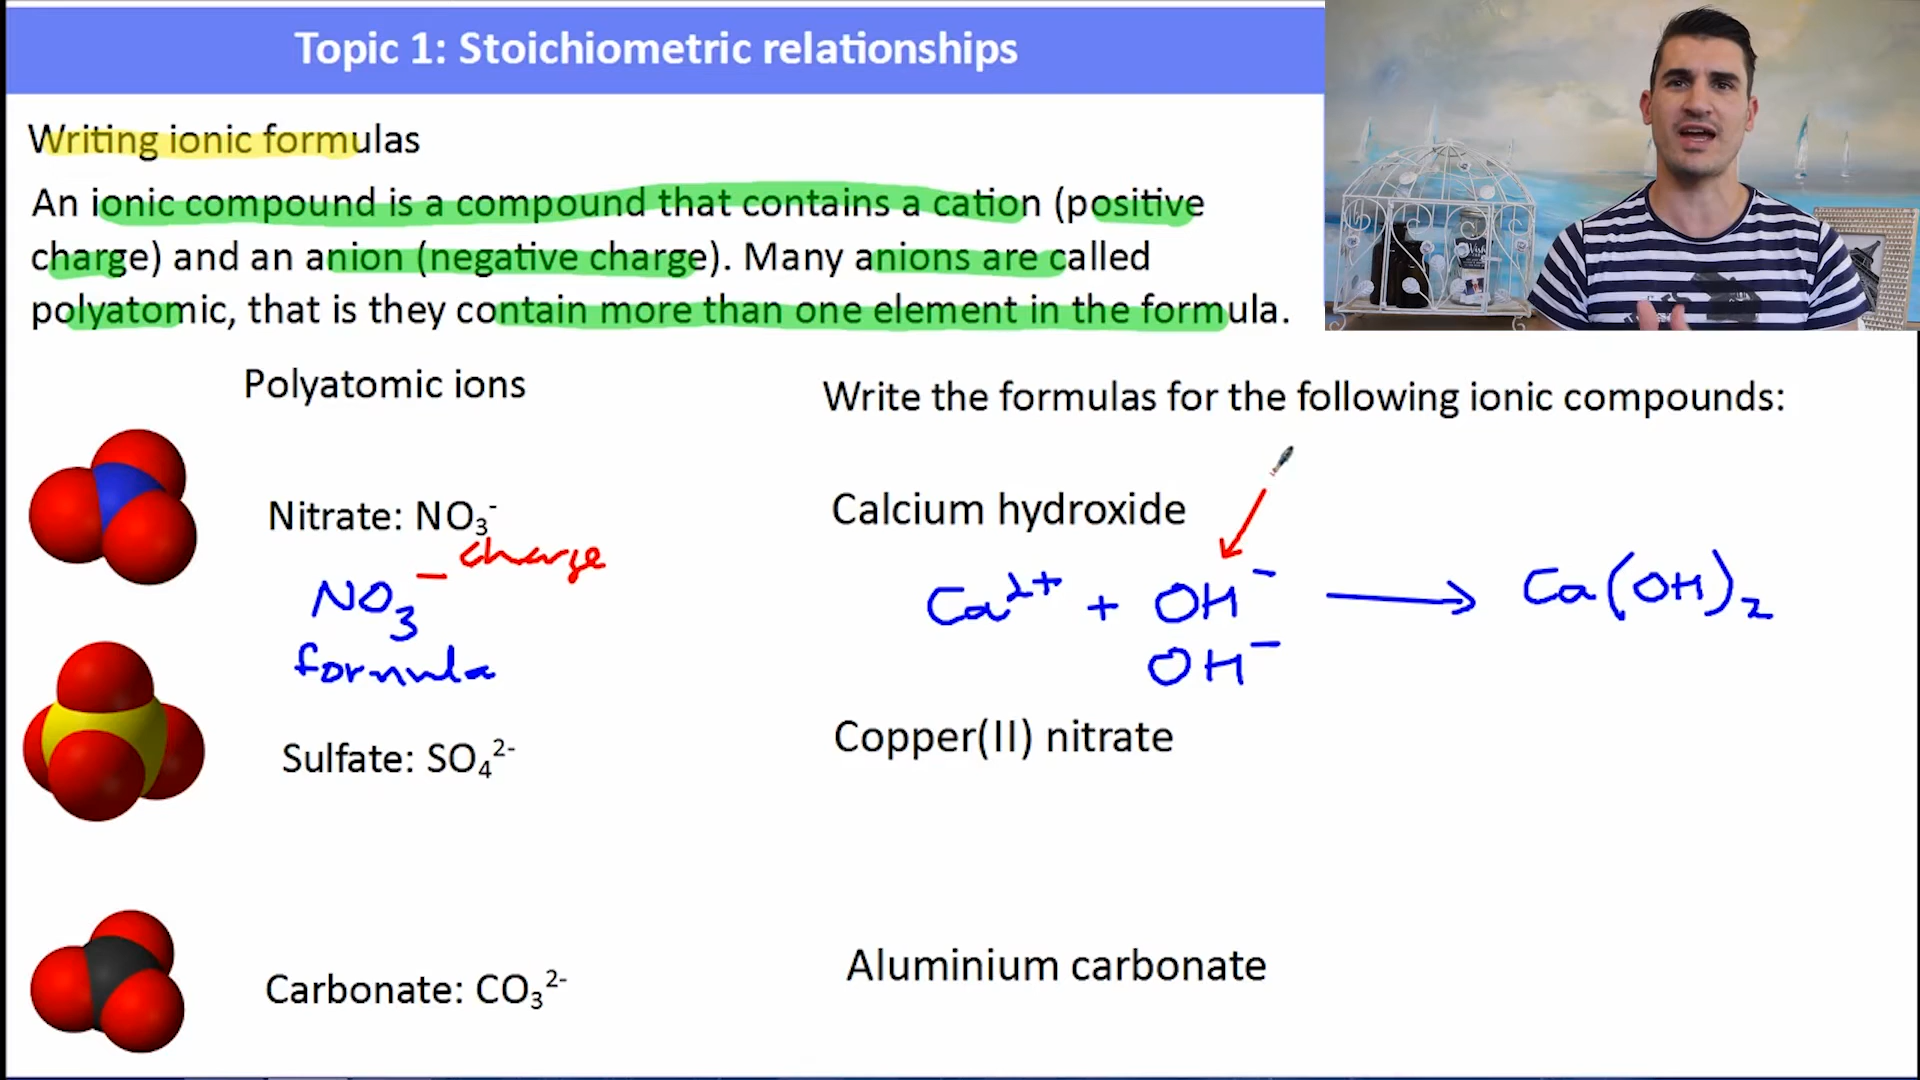 Topic 1: Stoichiometric relationships
Writing ionic formulas
An ionic compound is a compound that contains a cation (positive
charge) and an anion (negative charge). Many anions are called
polyatomic, that is they contain more than one element in the formula.
Polyatomic ions
Nitrate: NO₃⁻
charge
NO₃⁻
formula
Sulfate: SO₄²⁻
Carbonate: CO₃²⁻
Write the formulas for the following ionic compounds:
Calcium hydroxide
Ca²⁺ + OH⁻ → Ca(OH)₂
OH⁻
Copper(II) nitrate
Aluminium carbonate